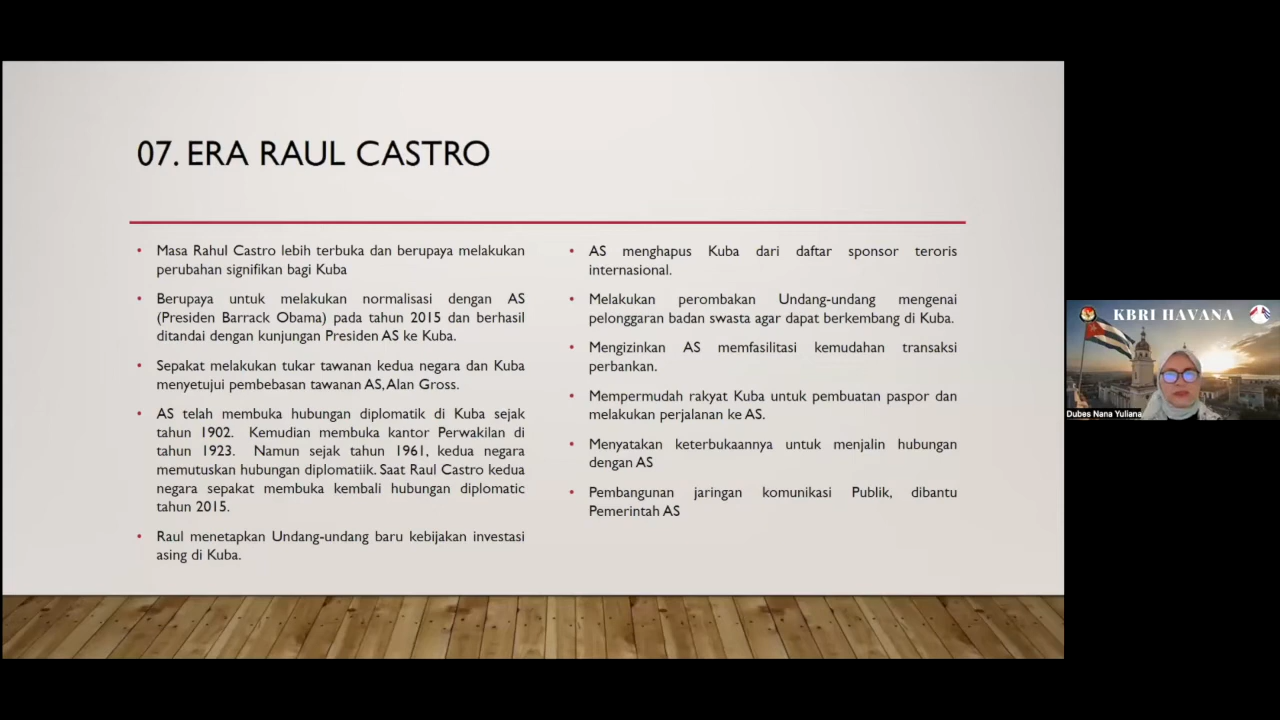 07. ERA RAUL CASTRO
• Masa Rahul Castro lebih terbuka dan berupaya melakukan
perubahan signifikan bagi Kuba
• Berupaya untuk melakukan normalisasi dengan AS
(Presiden Barrack Obama) pada tahun 2015 dan berhasil
ditandai dengan kunjungan Presiden AS ke Kuba.
• Sepakat melakukan tukar tawanan kedua negara dan Kuba
menyetujui pembebasan tawanan AS, Alan Gross.
• AS telah membuka hubungan diplomatik di Kuba sejak
tahun 1902. Kemudian membuka kantor Perwakilan di
tahun 1923. Namun sejak tahun 1961, kedua negara
memutuskan hubungan diplomatiik. Saat Raul Castro kedua
negara sepakat membuka kembali hubungan diplomatic
tahun 2015.
• Raul menetapkan Undang-undang baru kebijakan investasi
asing di Kuba.
• AS menghapus Kuba dari daftar sponsor teroris
internasional.
• Melakukan perombakan Undang-undang mengenai
pelonggaran badan swasta agar dapat berkembang di Kuba.
• Mengizinkan AS memfasilitasi kemudahan transaksi
perbankan.
• Mempermudah rakyat Kuba untuk pembuatan paspor dan
melakukan perjalanan ke AS.
• Menyatakan keterbukaannya untuk menjalin hubungan
dengan AS
• Pembangunan jaringan komunikasi Publik, dibantu
Pemerintah AS
KBRI HAVANA
Dubes Nana Yuliana